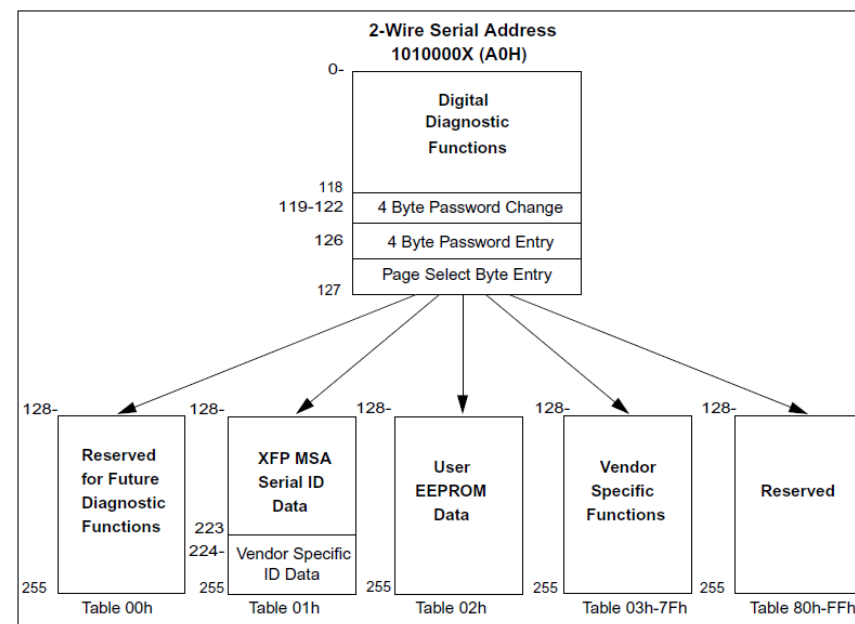 2-Wire Serial Address
1010000X (A0H)
0-
Digital
Diagnostic
Functions
118
119-122
4 Byte Password Change
126
4 Byte Password Entry
Page Select Byte Entry
127
128-
Reserved
for Future
Diagnostic
Functions
255
Table 00h
128-
XFP MSA
Serial ID
Data
223
224-
Vendor Specific
ID Data
255
Table 01h
128-
User
EEPROM
Data
255
Table 02h
128-
Vendor
Specific
Functions
255
Table 03h-7Fh
128-
Reserved
255
Table 80h-FFh